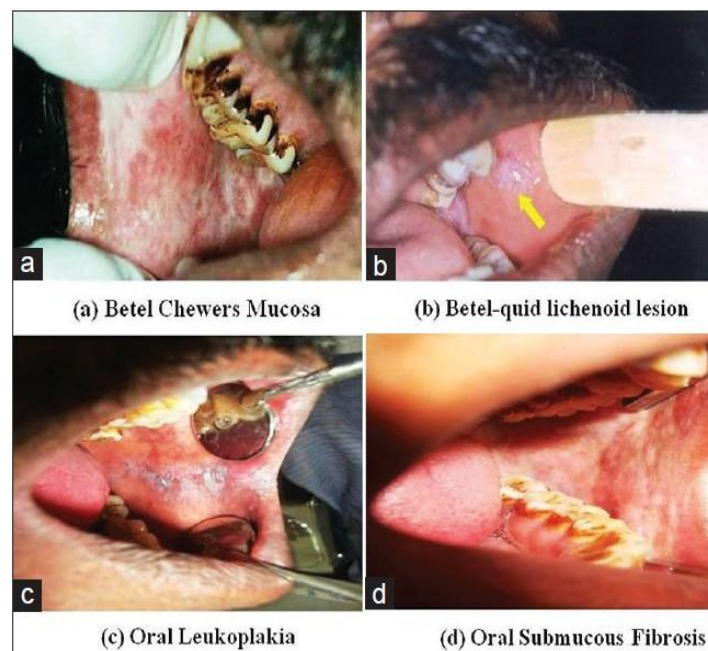 a
b
(a) Betel Chewers Mucosa
(b) Betel-quid lichenoid lesion
c
d
(c) Oral Leukoplakia
(d) Oral Submucous Fibrosis